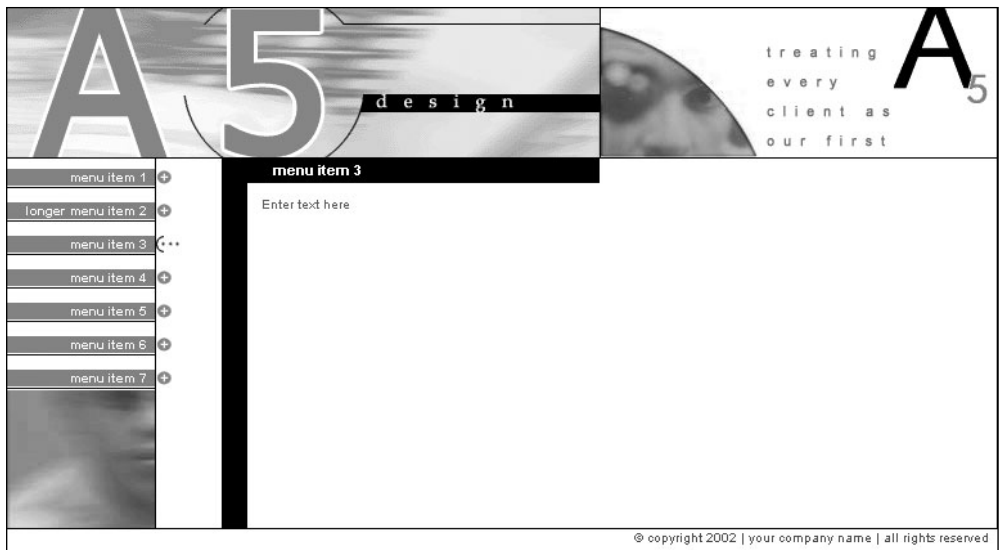 A5
design
treating
every
client as
our first
A5
menu item 1
longer menu item 2
menu item 3
menu item 4
menu item 5
menu item 6
menu item 7
menu item 3
Enter text here
© copyright 2002 | your company name | all rights reserved